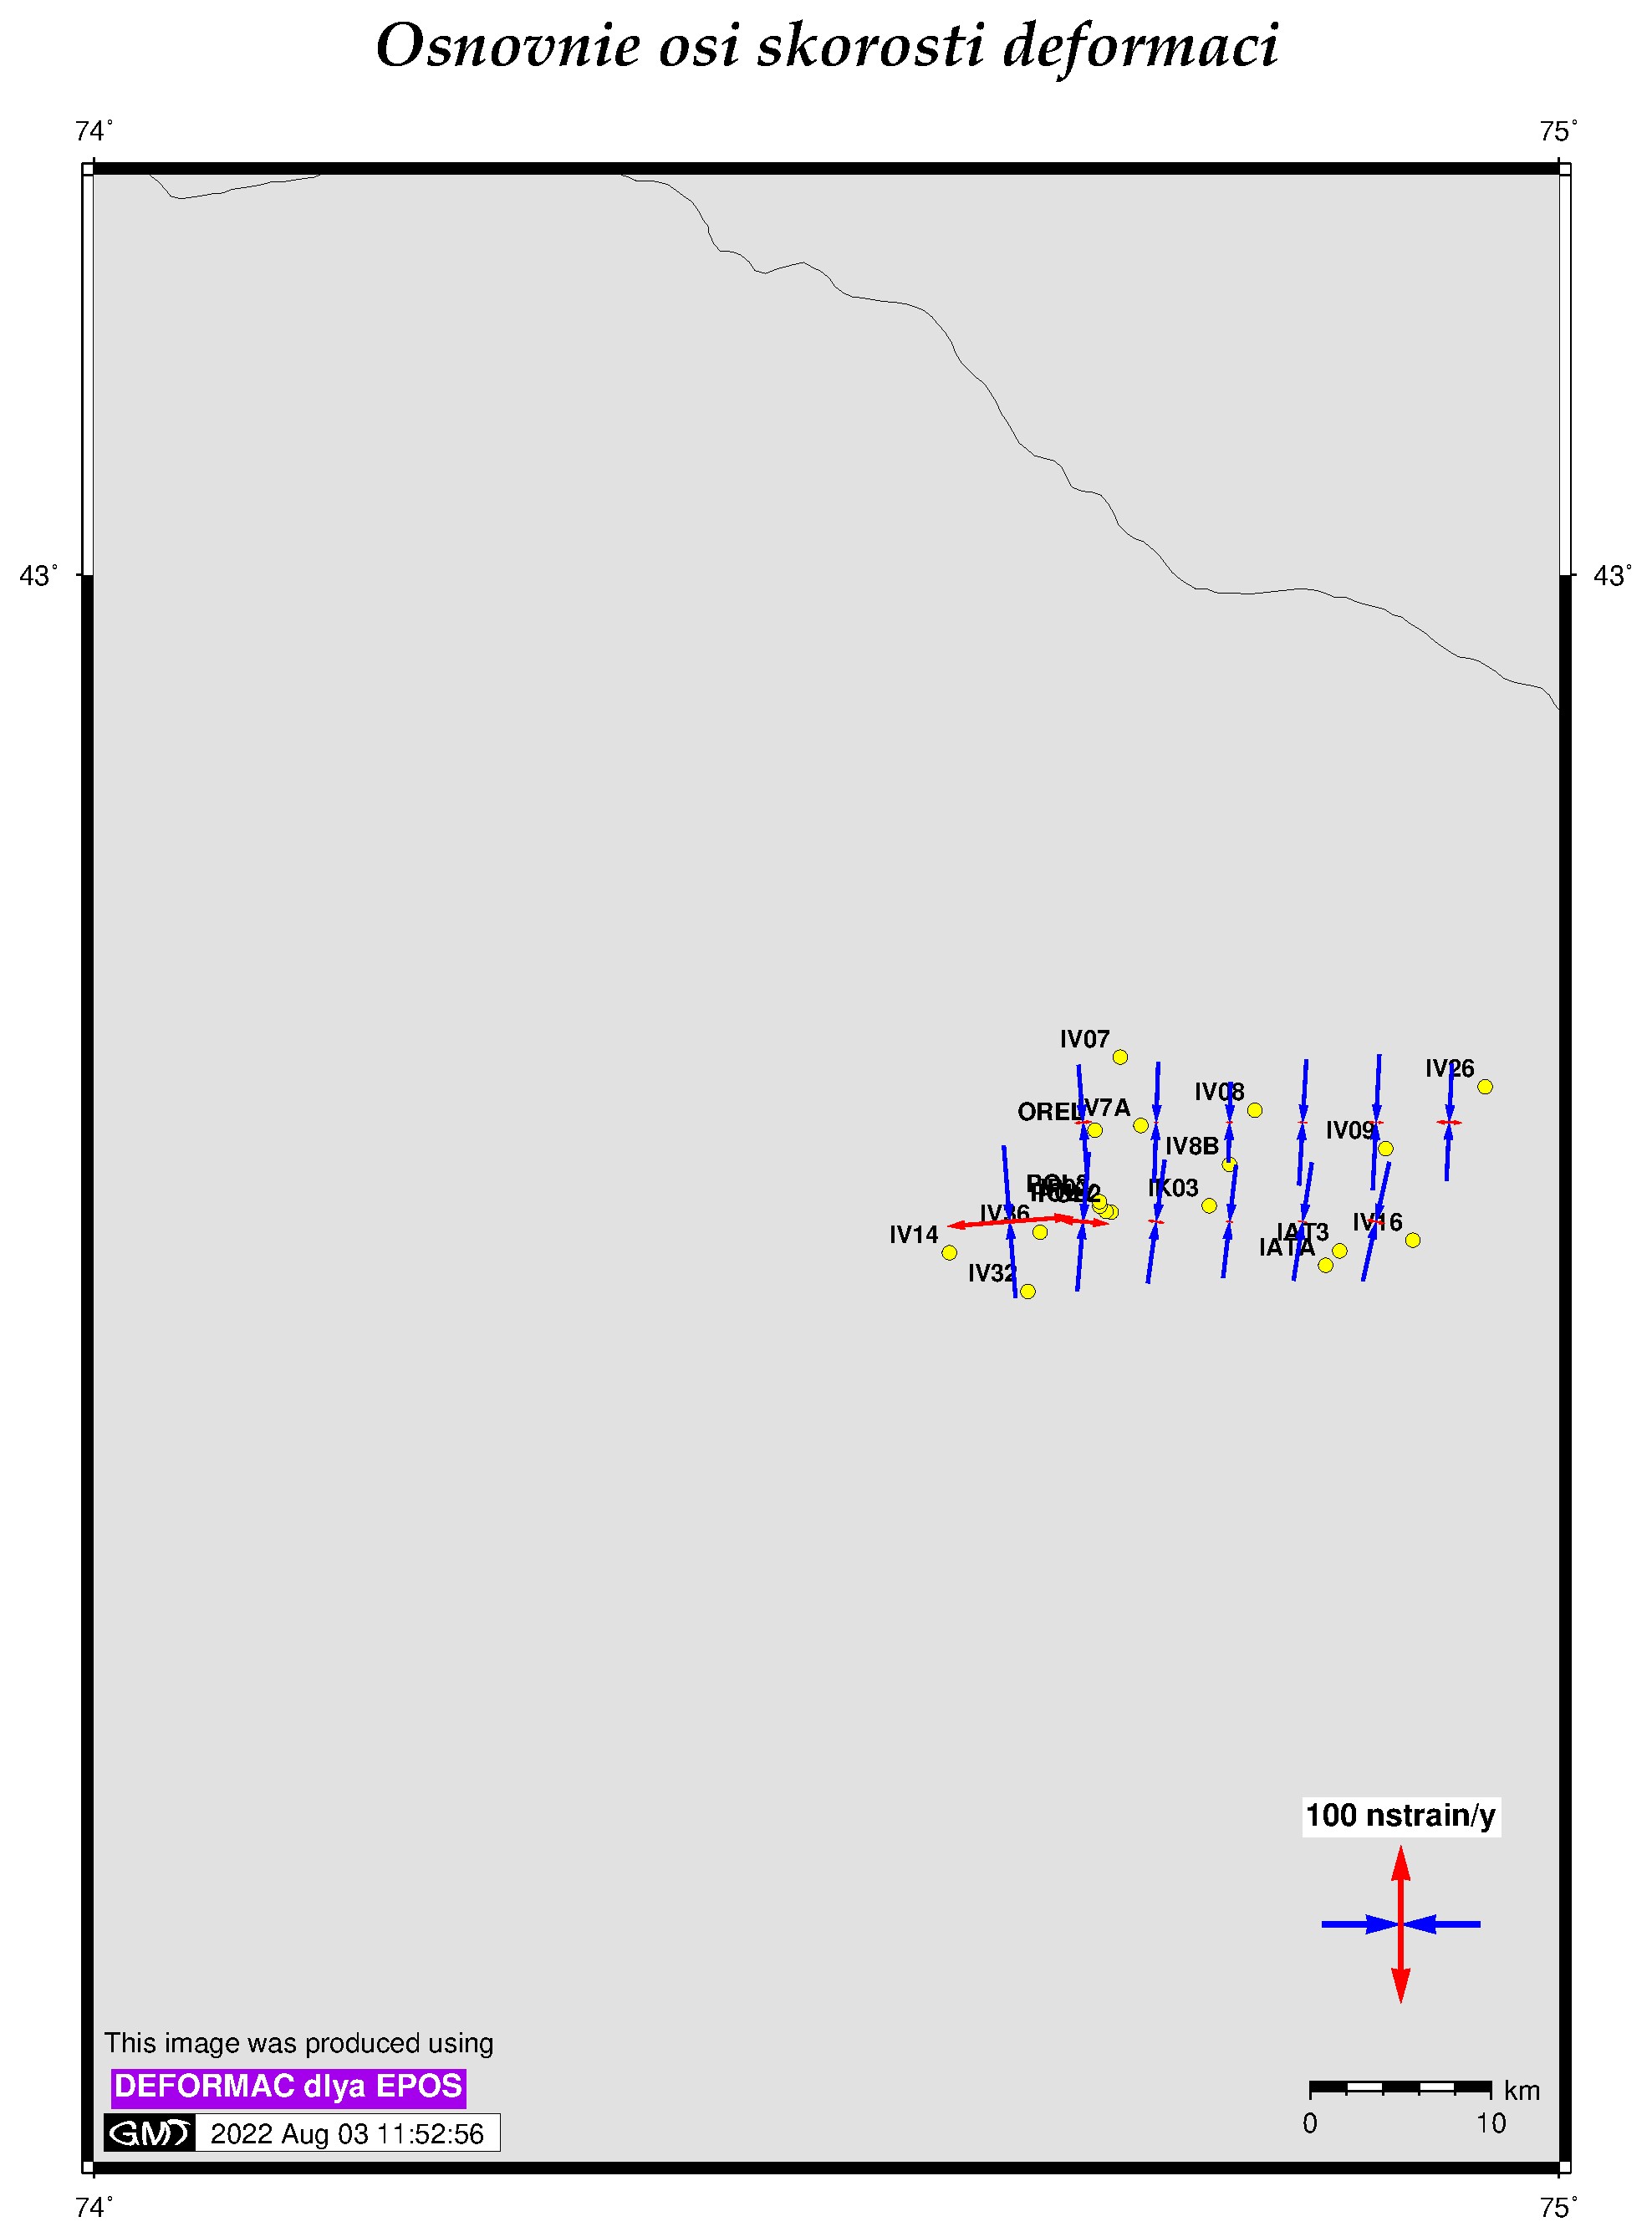 Osnovnie osi skorosti deformaci
74° 75°
43° 43°
IV07
IV26
IV08
OREL V7A
IV09
IV8B
IK03
IV36
IV16
IAT3
IV14
IATA
IV32
100 nstrain/y
This image was produced using
DEFORMAC dlya EPOS
GMT 2022 Aug 03 11:52:56
km
0 10
74° 75°